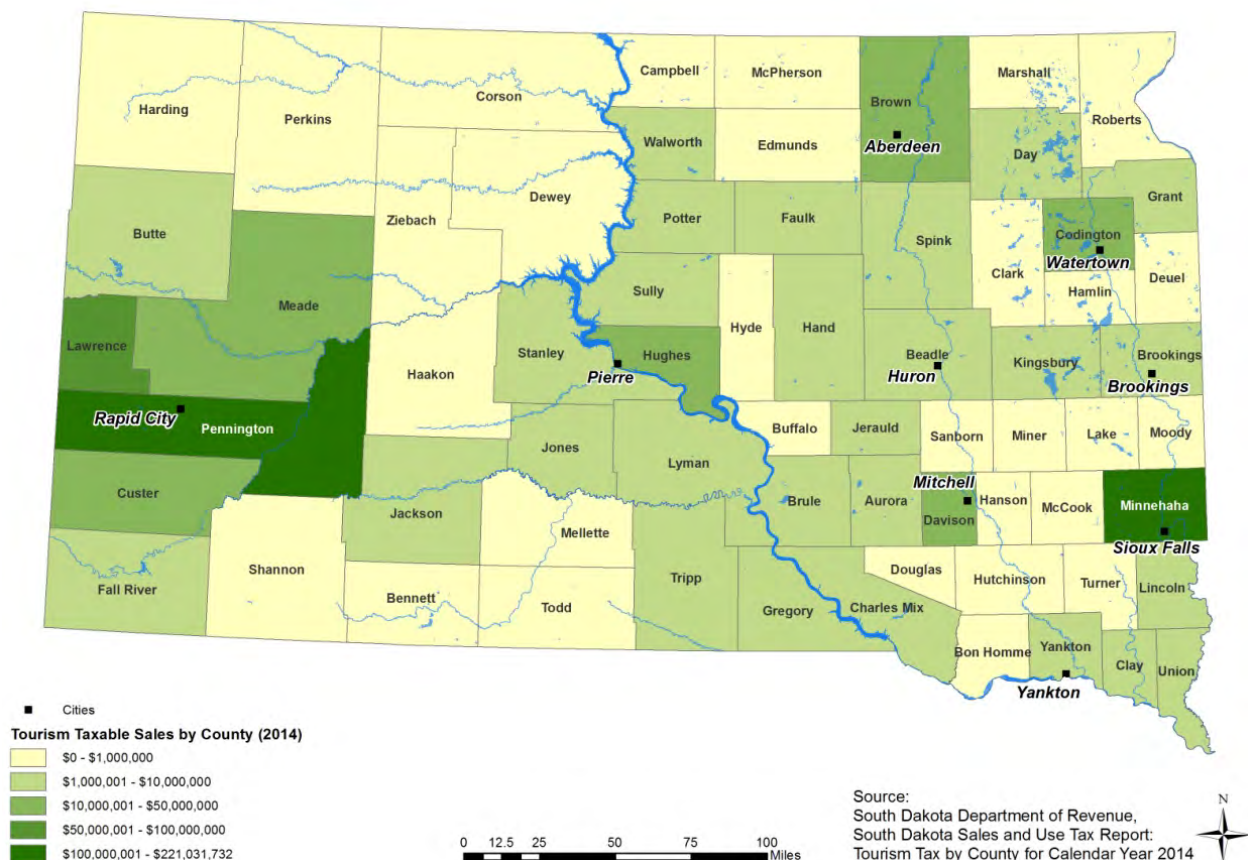 Campbell
McPherson
Marshall
Harding
Corson
Brown
Roberts
Perkins
Aberdeen
Walworth
Edmunds
Day
Dewey
Grant
Ziebach
Potter
Faulk
Butte
Spink
Codington
Watertown
Clark
Deuel
Meade
Sully
Hamlin
Hyde
Hand
Lawrence
Stanley
Hughes
Beadle
Brookings
Kingsbury
Haakon
Pierre
Huron
Brookings
Rapid City
Pennington
Buffalo
Jerauld
Sanborn
Miner
Lake
Moody
Jones
Lyman
Mitchell
Custer
Brule
Aurora
Hanson
McCook
Minnehaha
Jackson
Davison
Mellette
Sioux Falls
Shannon
Douglas
Tripp
Hutchinson
Turner
Fall River
Bennett
Todd
Gregory
Charles Mix
Lincoln
Bon Homme
Yankton
Clay
Union
Yankton
Cities
Tourism Taxable Sales by County (2014)
$0 - $1,000,000
$1,000,001 - $10,000,000
$10,000,001 - $50,000,000
$50,000,001 - $100,000,000
$100,000,001 - $221,031,732
0 12.5 25 50 75 100
Miles
Source:
South Dakota Department of Revenue,
South Dakota Sales and Use Tax Report:
Tourism Tax by County for Calendar Year 2014
N